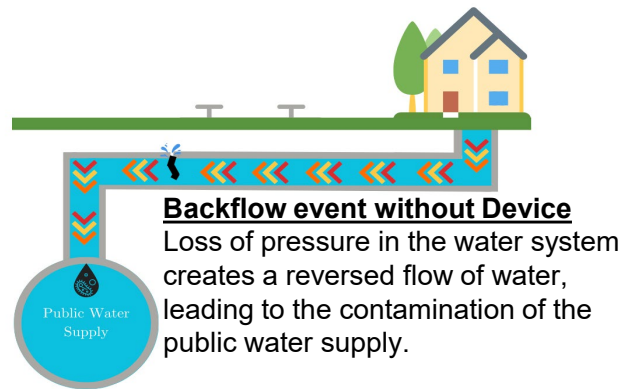 Backflow event without Device
Loss of pressure in the water system
creates a reversed flow of water,
leading to the contamination of the
public water supply.
Public Water
Supply